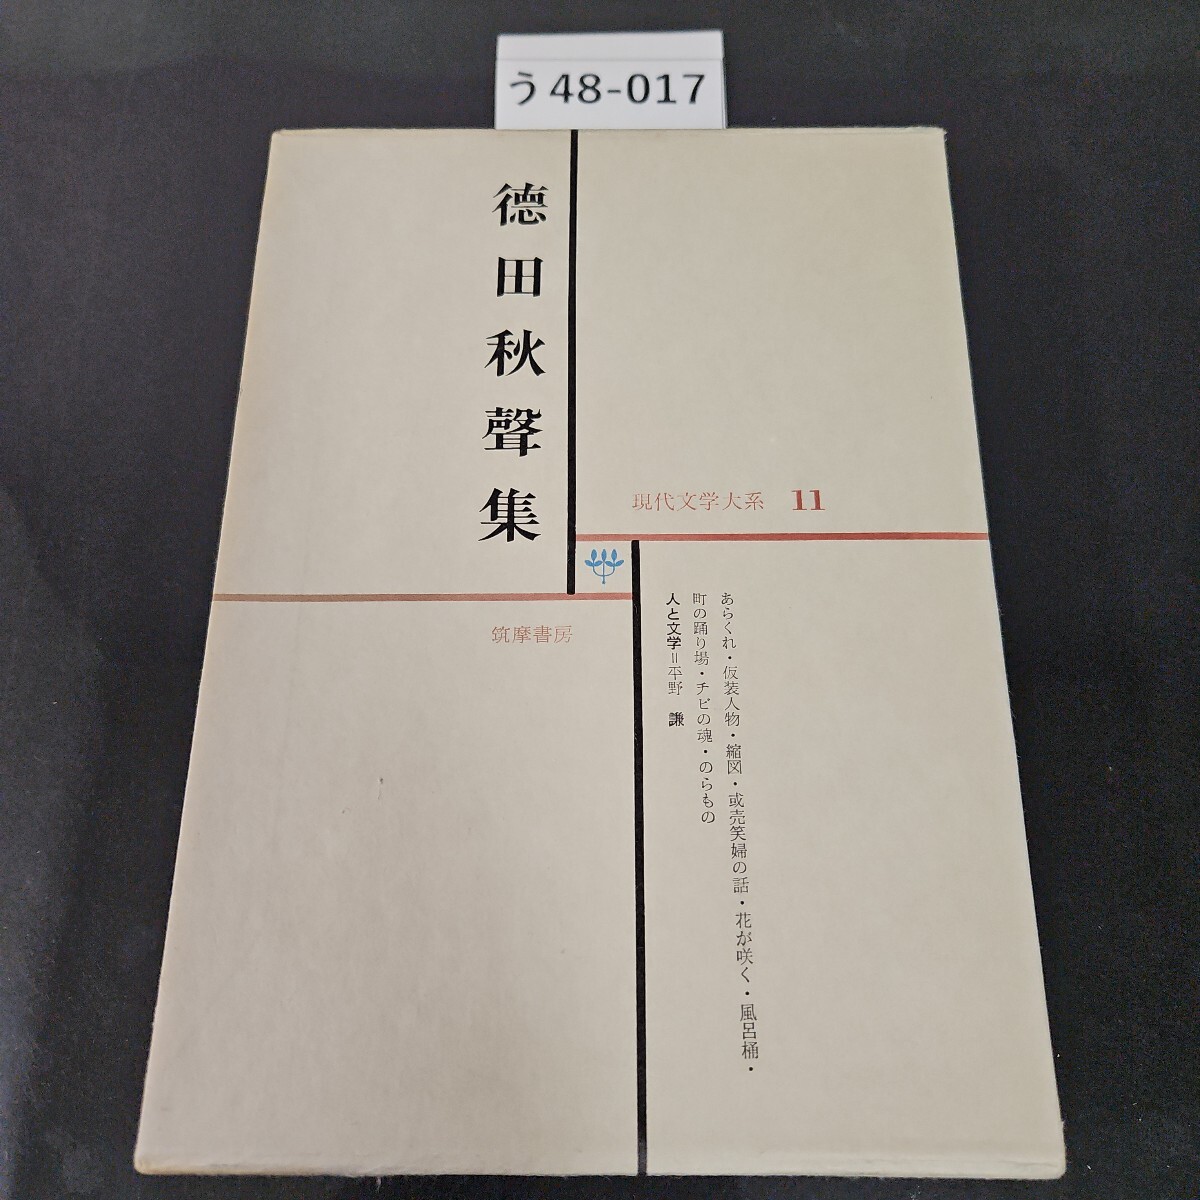 う48-017
徳田秋聲集
現代文学大系 11
筑摩書房
あらくれ・仮装人物・縮図・或売笑婦の話・花が咲く・風呂桶・
町の踊り場・チビの魂・のらもの
人と文学=平野 謙